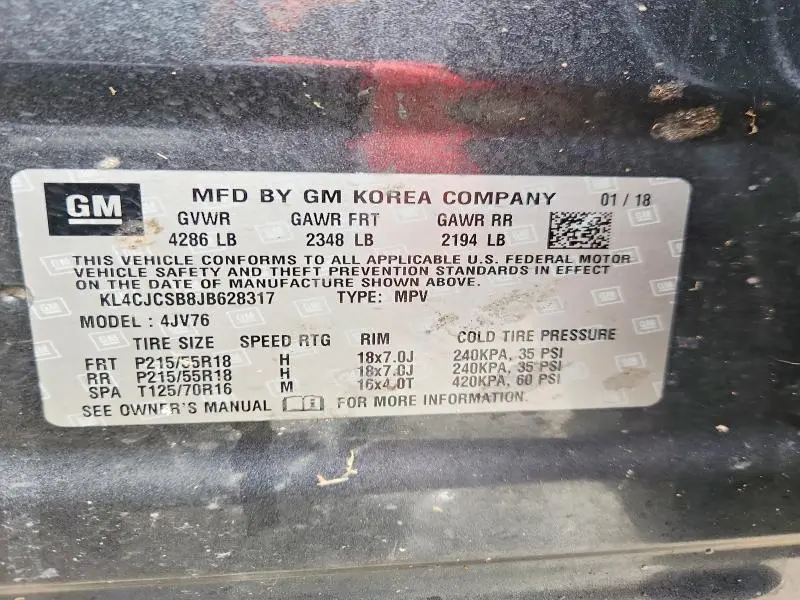 GM MFD BY GM KOREA COMPANY 01 / 18
GVWR GAWR FRT GAWR RR
4286 LB 2348 LB 2194 LB
THIS VEHICLE CONFORMS TO ALL APPLICABLE U.S. FEDERAL MOTOR
VEHICLE SAFETY AND THEFT PREVENTION STANDARDS IN EFFECT
ON THE DATE OF MANUFACTURE SHOWN ABOVE.
KL4CJCSB8JB628317 TYPE: MPV
MODEL : 4JV76
TIRE SIZE SPEED RTG RIM COLD TIRE PRESSURE
FRT P215/55R18 H 18x7.0J 240KPA, 35 PSI
RR P215/55R18 H 18x7.0J 240KPA, 35 PSI
SPA T125/70R16 M 16x4.0T 420KPA, 60 PSI
SEE OWNER'S MANUAL FOR MORE INFORMATION.